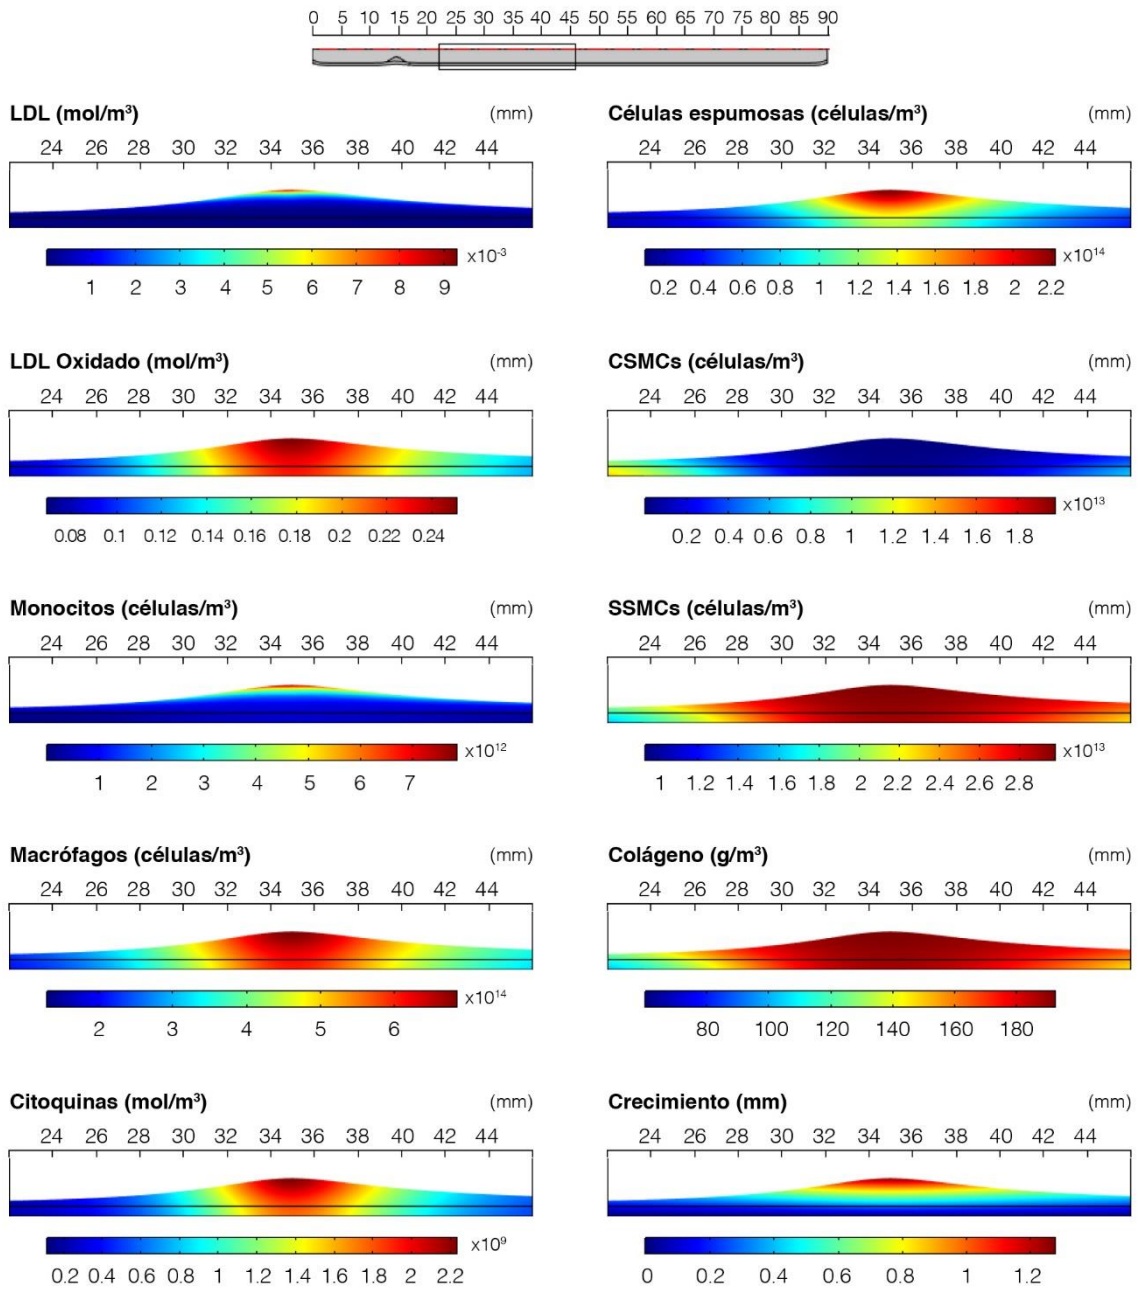 0 5 10 15 20 25 30 35 40 45 50 55 60 65 70 75 80 85 90
LDL (mol/m³) (mm)
24 26 28 30 32 34 36 38 40 42 44
x10⁻³
1 2 3 4 5 6 7 8 9
Células espumosas (células/m³) (mm)
24 26 28 30 32 34 36 38 40 42 44
x10¹⁴
0.2 0.4 0.6 0.8 1 1.2 1.4 1.6 1.8 2 2.2
LDL Oxidado (mol/m³) (mm)
24 26 28 30 32 34 36 38 40 42 44
0.08 0.1 0.12 0.14 0.16 0.18 0.2 0.22 0.24
CSMCs (células/m³) (mm)
24 26 28 30 32 34 36 38 40 42 44
x10¹³
0.2 0.4 0.6 0.8 1 1.2 1.4 1.6 1.8
Monocitos (células/m³) (mm)
24 26 28 30 32 34 36 38 40 42 44
x10¹²
1 2 3 4 5 6 7
SSMCs (células/m³) (mm)
24 26 28 30 32 34 36 38 40 42 44
x10¹³
1 1.2 1.4 1.6 1.8 2 2.2 2.4 2.6 2.8
Macrófagos (células/m³) (mm)
24 26 28 30 32 34 36 38 40 42 44
x10¹⁴
2 3 4 5 6
Colágeno (g/m³) (mm)
24 26 28 30 32 34 36 38 40 42 44
80 100 120 140 160 180
Citoquinas (mol/m³) (mm)
24 26 28 30 32 34 36 38 40 42 44
x10⁹
0.2 0.4 0.6 0.8 1 1.2 1.4 1.6 1.8 2 2.2
Crecimiento (mm) (mm)
24 26 28 30 32 34 36 38 40 42 44
0 0.2 0.4 0.6 0.8 1 1.2